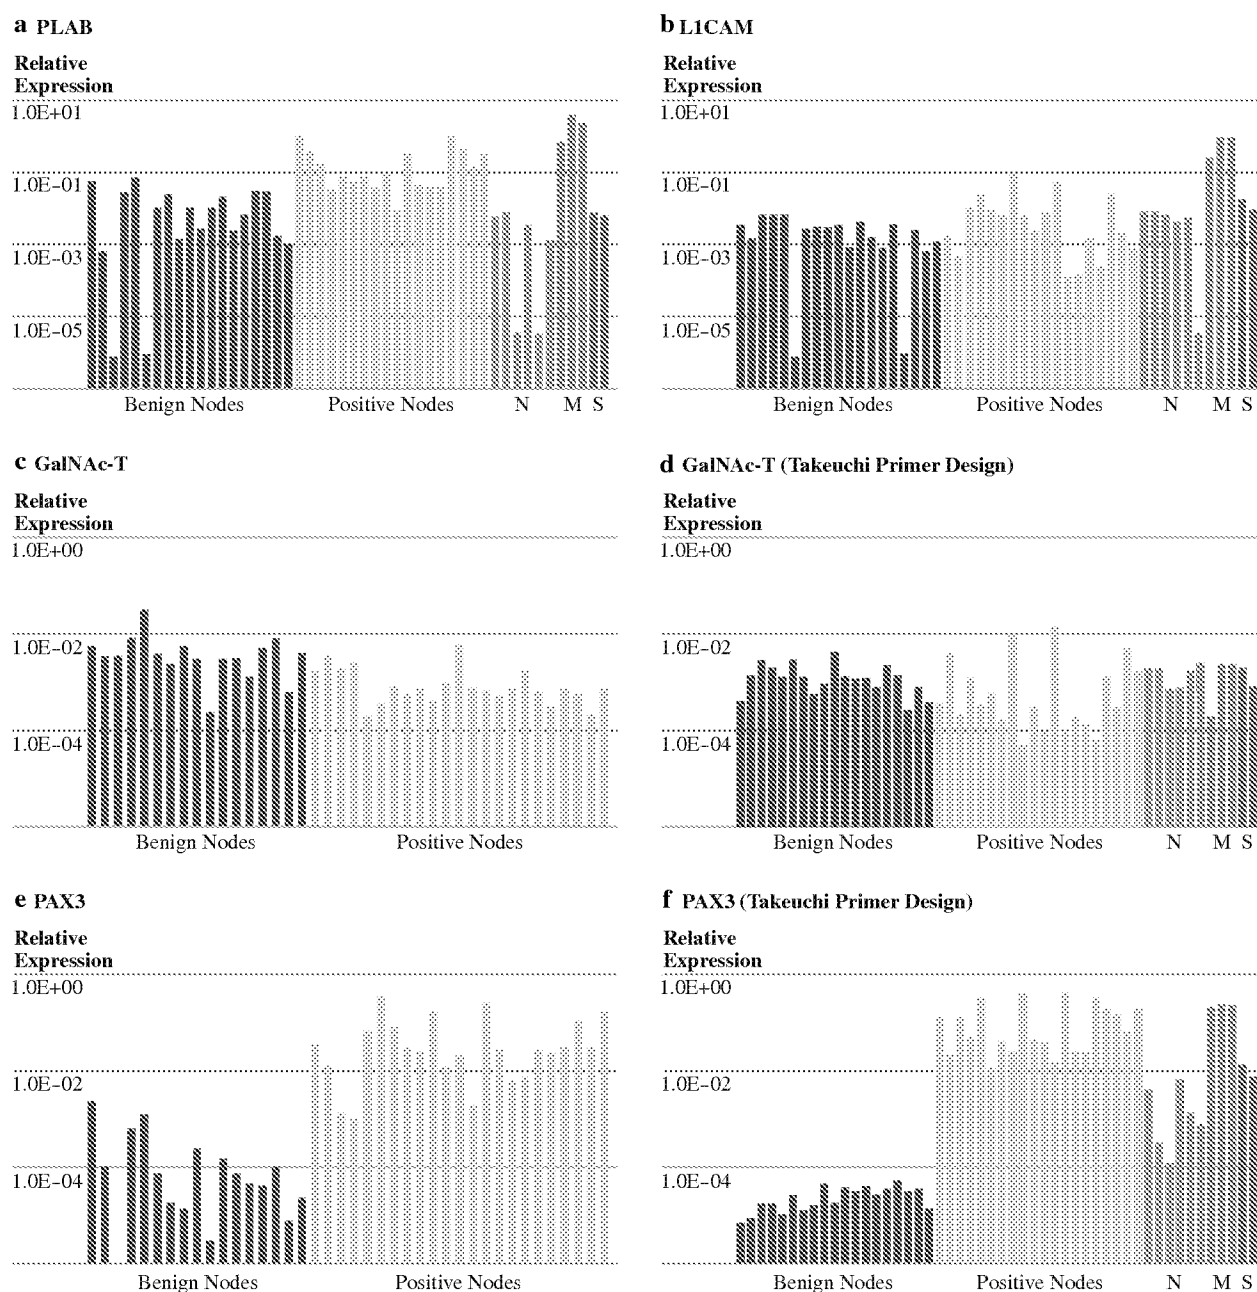 a PLAB
Relative
Expression
1.0E+01
1.0E−01
1.0E−03
1.0E−05
Benign Nodes Positive Nodes N M S
b L1CAM
Relative
Expression
1.0E+01
1.0E−01
1.0E−03
1.0E−05
Benign Nodes Positive Nodes N M S
c GalNAc-T
Relative
Expression
1.0E+00
1.0E−02
1.0E−04
Benign Nodes Positive Nodes
d GalNAc-T (Takeuchi Primer Design)
Relative
Expression
1.0E+00
1.0E−02
1.0E−04
Benign Nodes Positive Nodes N M S
e PAX3
Relative
Expression
1.0E+00
1.0E−02
1.0E−04
Benign Nodes Positive Nodes
f PAX3 (Takeuchi Primer Design)
Relative
Expression
1.0E+00
1.0E−02
1.0E−04
Benign Nodes Positive Nodes N M S